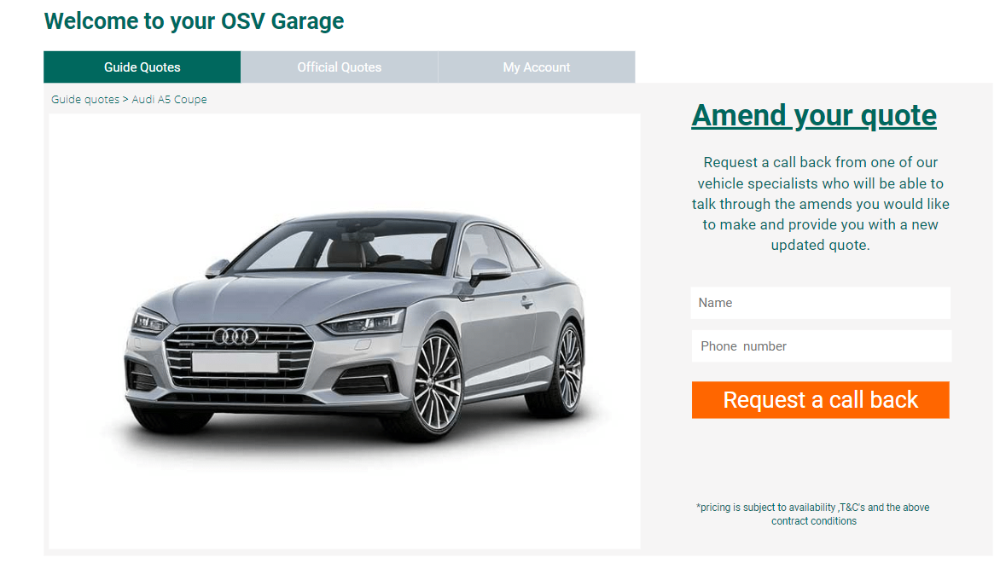 Welcome to your OSV Garage
Guide Quotes
Official Quotes
My Account
Guide quotes > Audi A5 Coupe
Amend your quote
Request a call back from one of our
vehicle specialists who will be able to
talk through the amends you would like
to make and provide you with a new
updated quote.
Name
Phone  number
Request a call back
*pricing is subject to availability ,T&C's and the above
contract conditions